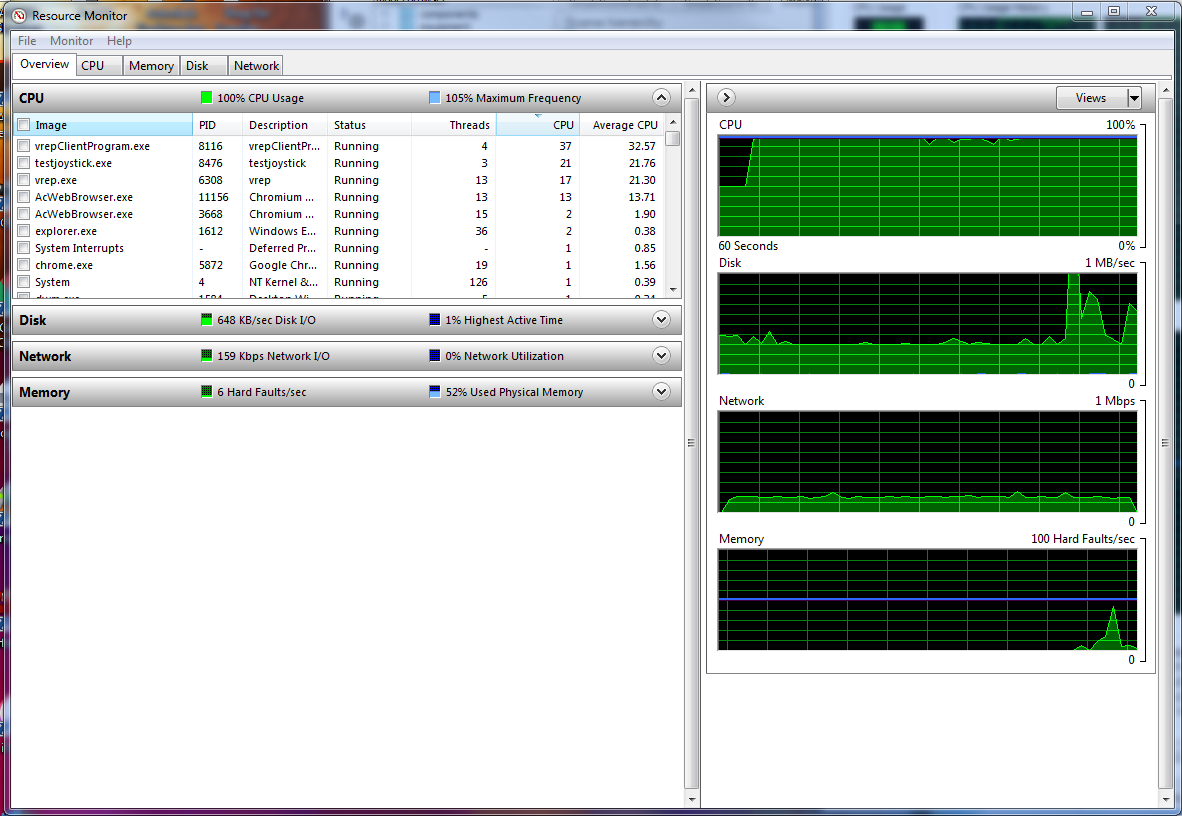 Resource Monitor
File Monitor Help
Overview CPU Memory Disk Network
CPU 100% CPU Usage 105% Maximum Frequency
Image PID Description Status Threads CPU Average CPU
vrepClientProgram.exe 8116 vrepClientPr... Running 4 37 32.57
testjoystick.exe 8476 testjoystick Running 3 21 21.76
vrep.exe 6308 vrep Running 13 17 21.30
AcWebBrowser.exe 11156 Chromium ... Running 13 13 13.71
AcWebBrowser.exe 3668 Chromium ... Running 15 2 1.90
explorer.exe 1612 Windows E... Running 36 2 0.38
System Interrupts - Deferred Pr... Running - 1 0.85
chrome.exe 5872 Google Chr... Running 19 1 1.56
System 4 NT Kernel &... Running 126 1 0.39
Disk 648 KB/sec Disk I/O 1% Highest Active Time
Network 159 Kbps Network I/O 0% Network Utilization
Memory 6 Hard Faults/sec 52% Used Physical Memory
Views
CPU 100%
60 Seconds 0%
Disk 1 MB/sec
0
Network 1 Mbps
0
Memory 100 Hard Faults/sec
0